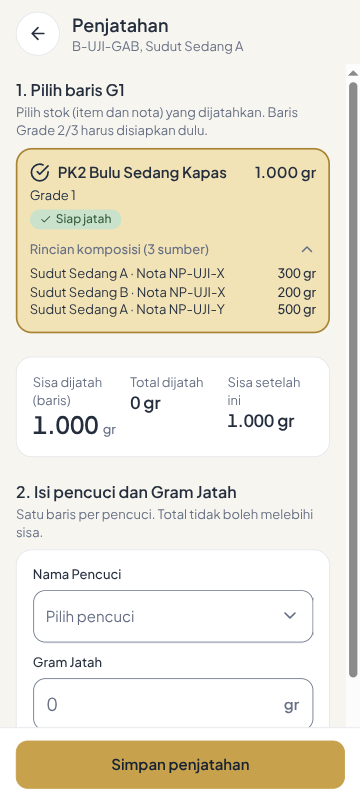 Penjatahan
B-UJI-GAB, Sudut Sedang A
1. Pilih baris G1
Pilih stok (item dan nota) yang dijatahkan. Baris
Grade 2/3 harus disiapkan dulu.
PK2 Bulu Sedang Kapas 1.000 gr
Grade 1
Siap jatah
Rincian komposisi (3 sumber)
Sudut Sedang A · Nota NP-UJI-X 300 gr
Sudut Sedang B · Nota NP-UJI-X 200 gr
Sudut Sedang A · Nota NP-UJI-Y 500 gr
Sisa dijatah
(baris)
1.000 gr
Total dijatah
0 gr
Sisa setelah
ini
1.000 gr
2. Isi pencuci dan Gram Jatah
Satu baris per pencuci. Total tidak boleh melebihi
sisa.
Nama Pencuci
Pilih pencuci
Gram Jatah
0 gr
Simpan penjatahan